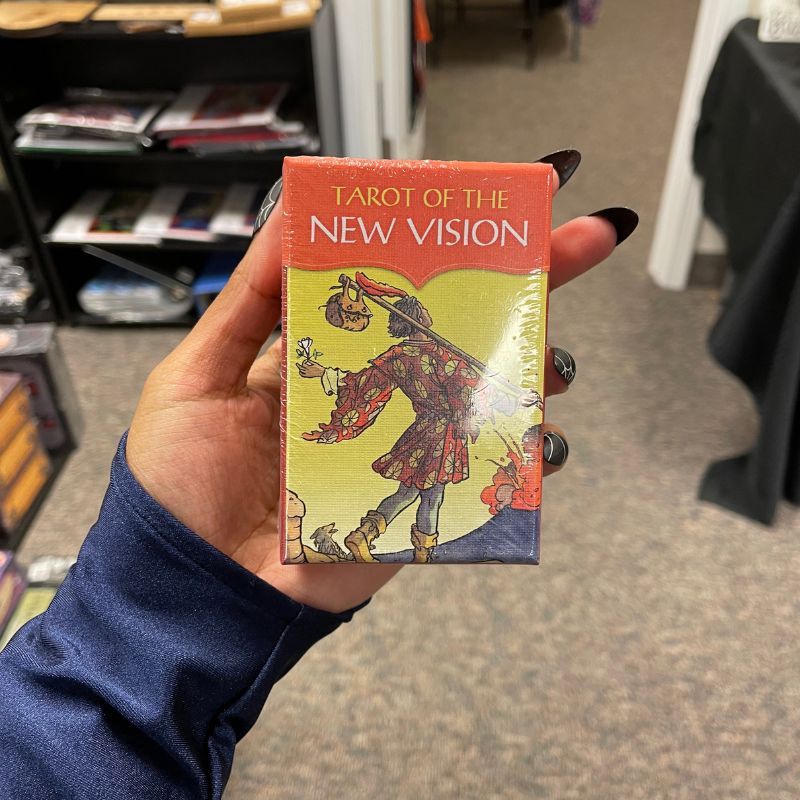 TAROT OF THE
NEW VISION